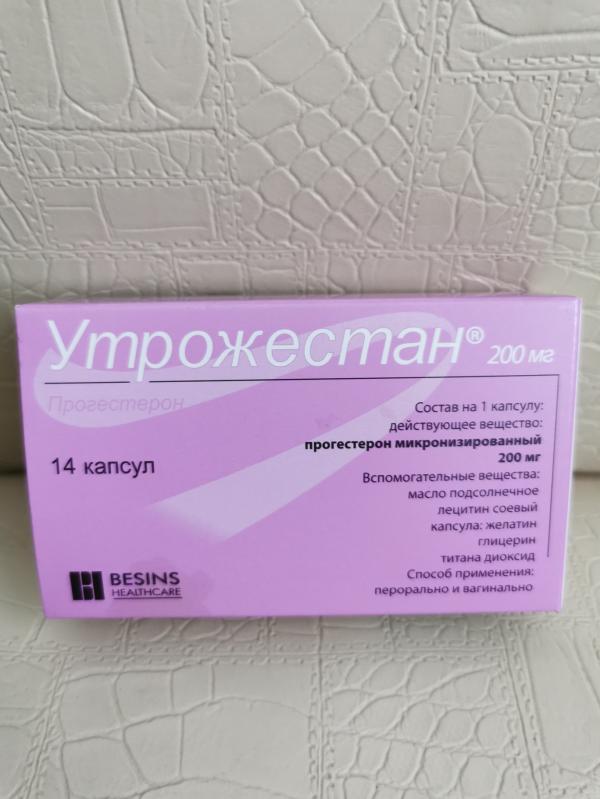 Утрожестан® 200 мг
Прогестерон
14 капсул
Состав на 1 капсулу:
действующее вещество:
прогестерон микронизированный
200 мг
Вспомогательные вещества:
масло подсолнечное
лецитин соевый
капсула: желатин
глицерин
титана диоксид
Способ применения:
перорально и вагинально
BESINS
HEALTHCARE